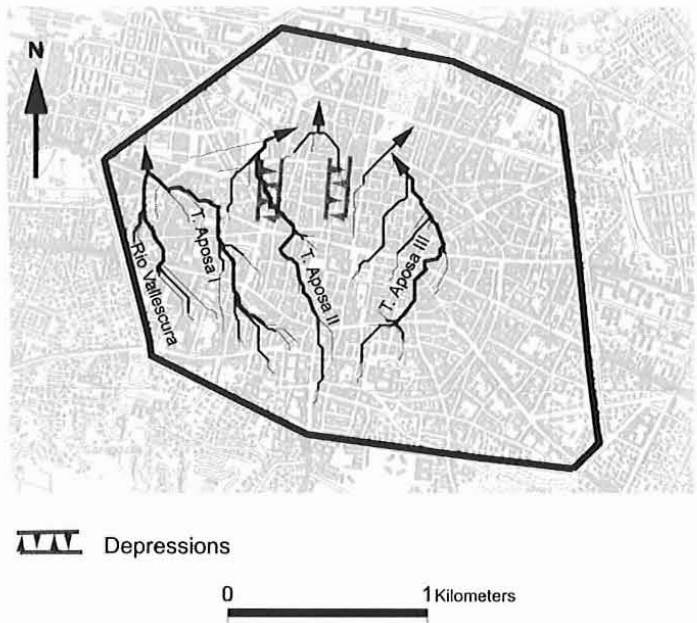 N
Rio Vallescura
T. Aposa I
T. Aposa II
T. Aposa III
Depressions
0 1 Kilometers